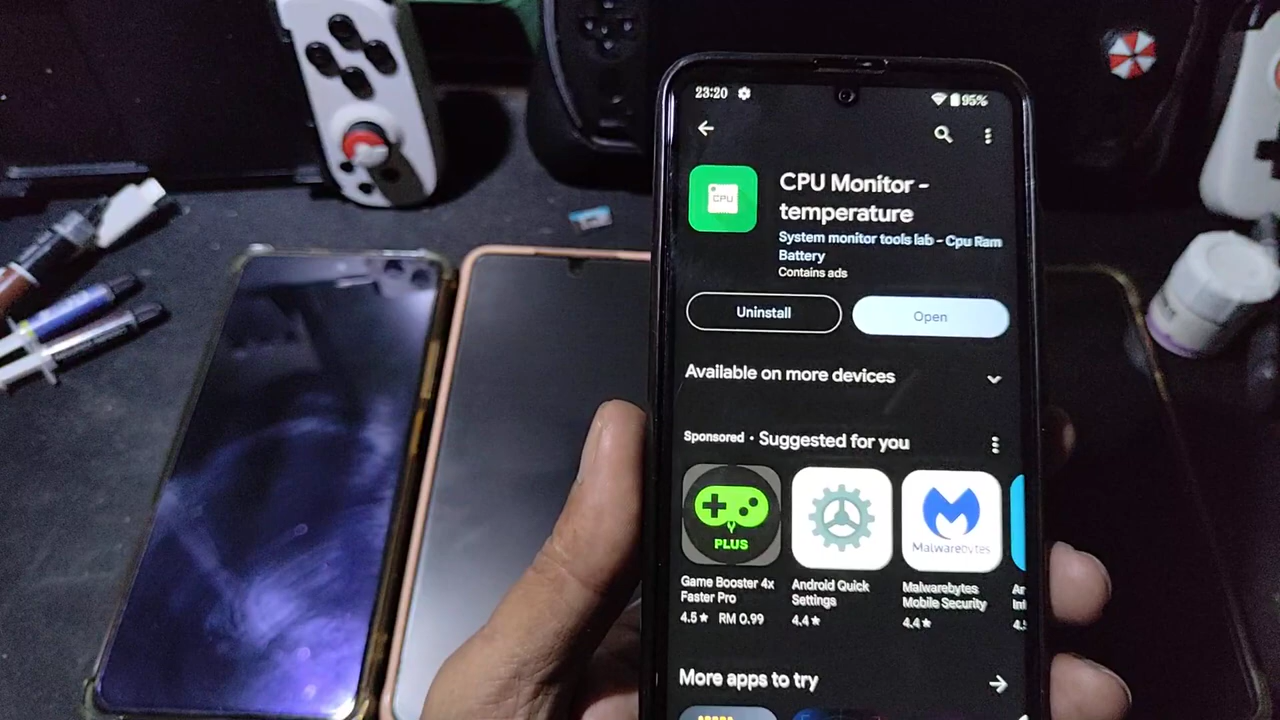 23:20
95%
CPU
CPU Monitor -
temperature
System monitor tools lab - Cpu Ram
Battery
Contains ads
Uninstall
Open
Available on more devices
Sponsored • Suggested for you
PLUS
Malwarebytes
Game Booster 4x
Faster Pro
4.5★ RM 0.99
Android Quick
Settings
4.4★
Malwarebytes
Mobile Security
4.4★
More apps to try